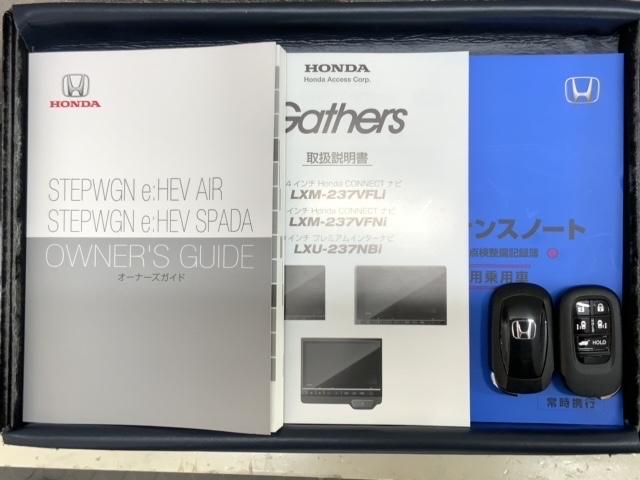 HONDA
STEPWGN e:HEV AIR
STEPWGN e:HEV SPADA
OWNER'S GUIDE
オーナーズガイド
HONDA
Honda Access Corp.
Gathers
取扱説明書
4 インチ Honda CONNECT ナビ
LXM-237VFLi
インチ Honda CONNECT ナビ
LXM-237VFNi
インチ プレミアムインターナビ
LXU-237NBi
ンスノート
点検整備記録簿
用乗用車
常時携行
HOLD